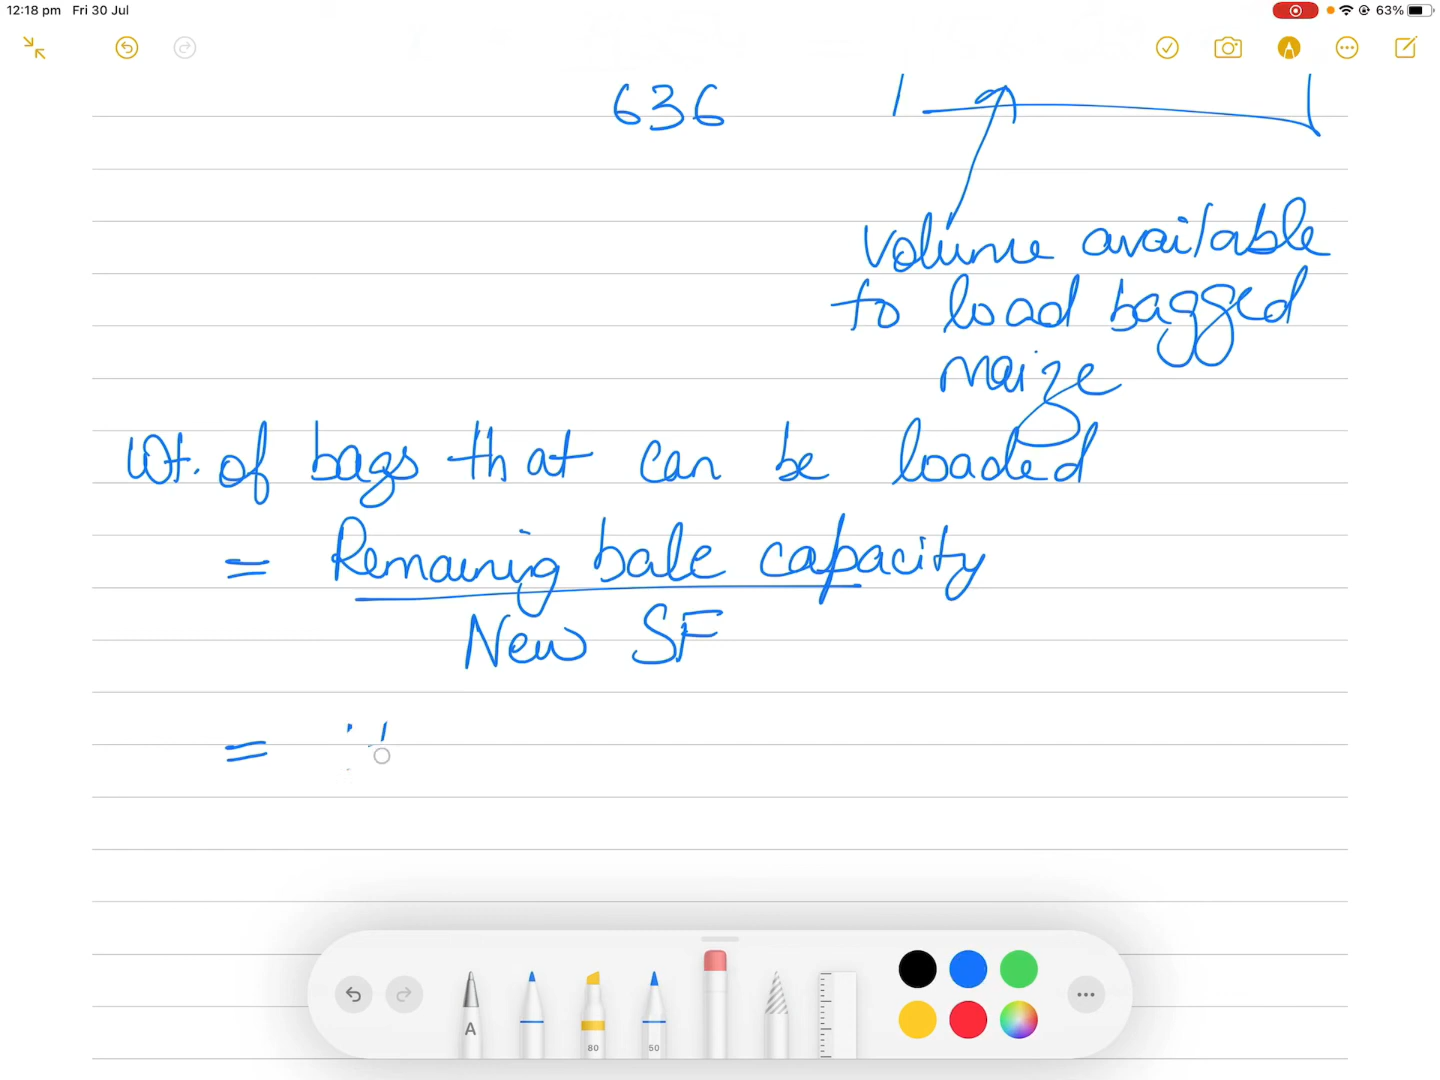 12:18 pm Fri 30 Jul 63%
636
volume available
to load bagged
maize
Wt. of bags that can be loaded
= Remaining bale capacity
New SF
=
A 80 50